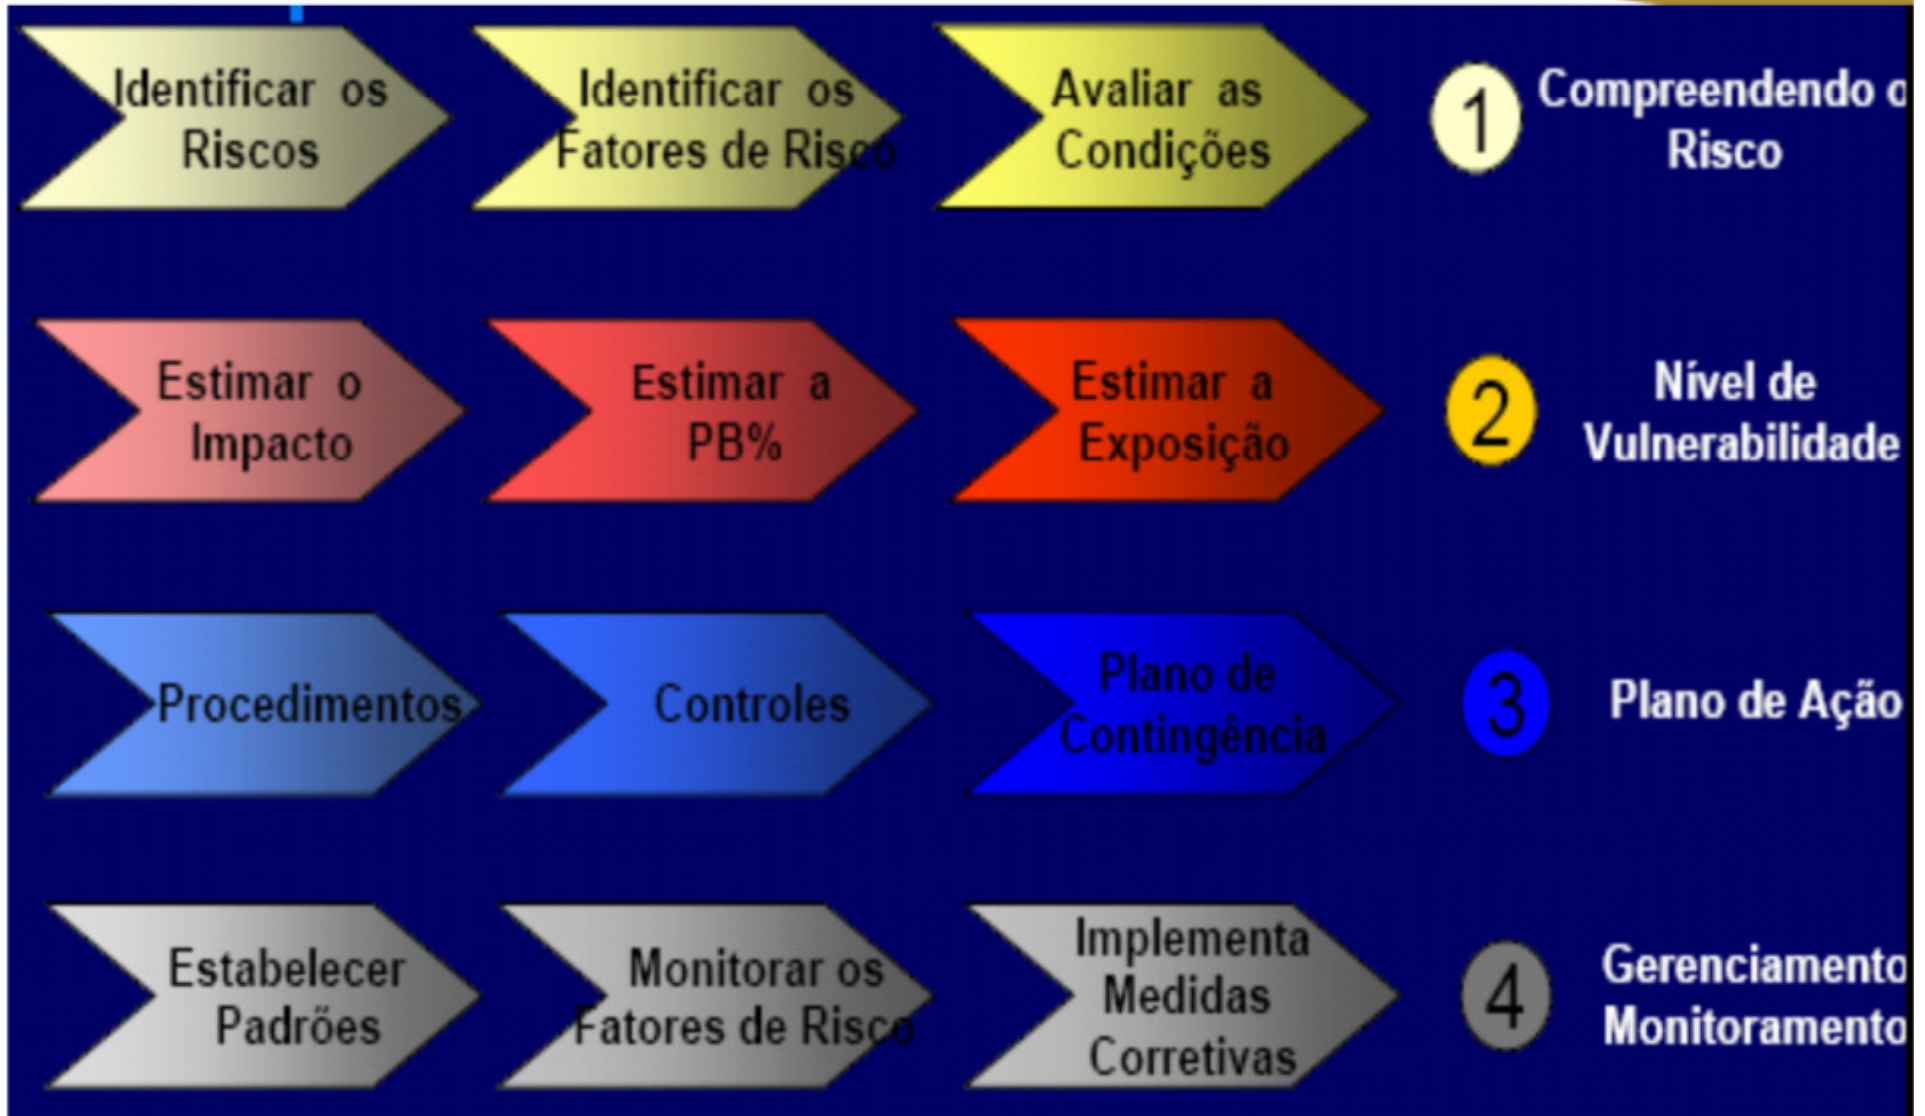 Identificar os
Riscos
Identificar os
Fatores de Risco
Avaliar as
Condições
1
Compreendendo o
Risco
Estimar o
Impacto
Estimar a
PB%
Estimar a
Exposição
2
Nível de
Vulnerabilidade
Procedimentos
Controles
Plano de
Contingência
3
Plano de Ação
Estabelecer
Padrões
Monitorar os
Fatores de Risco
Implementa
Medidas
Corretivas
4
Gerenciamento
Monitoramento